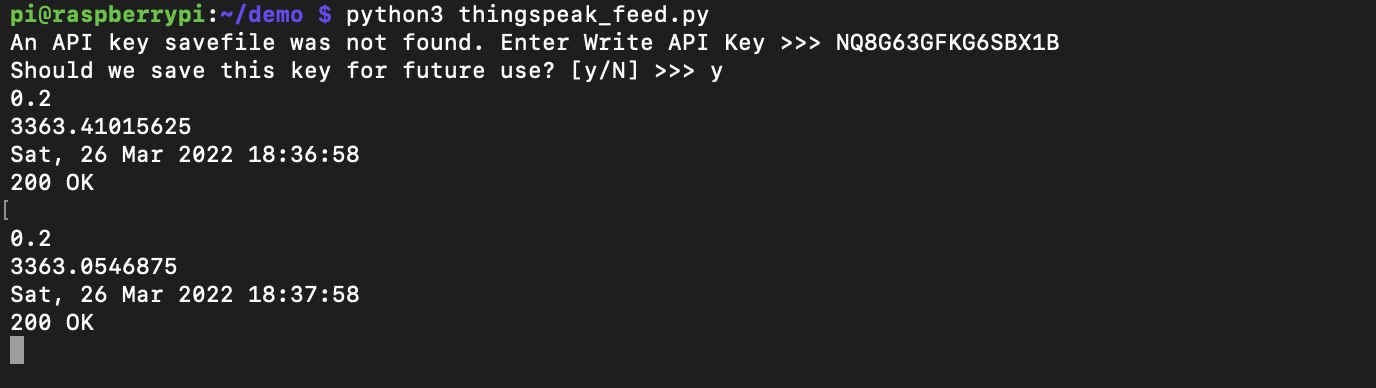 pi@raspberrypi:~/demo $ python3 thingspeak_feed.py
An API key savefile was not found. Enter Write API Key >>> NQ8G63GFKG6SBX1B
Should we save this key for future use? [y/N] >>> y
0.2
3363.41015625
Sat, 26 Mar 2022 18:36:58
200 OK
[
0.2
3363.0546875
Sat, 26 Mar 2022 18:37:58
200 OK